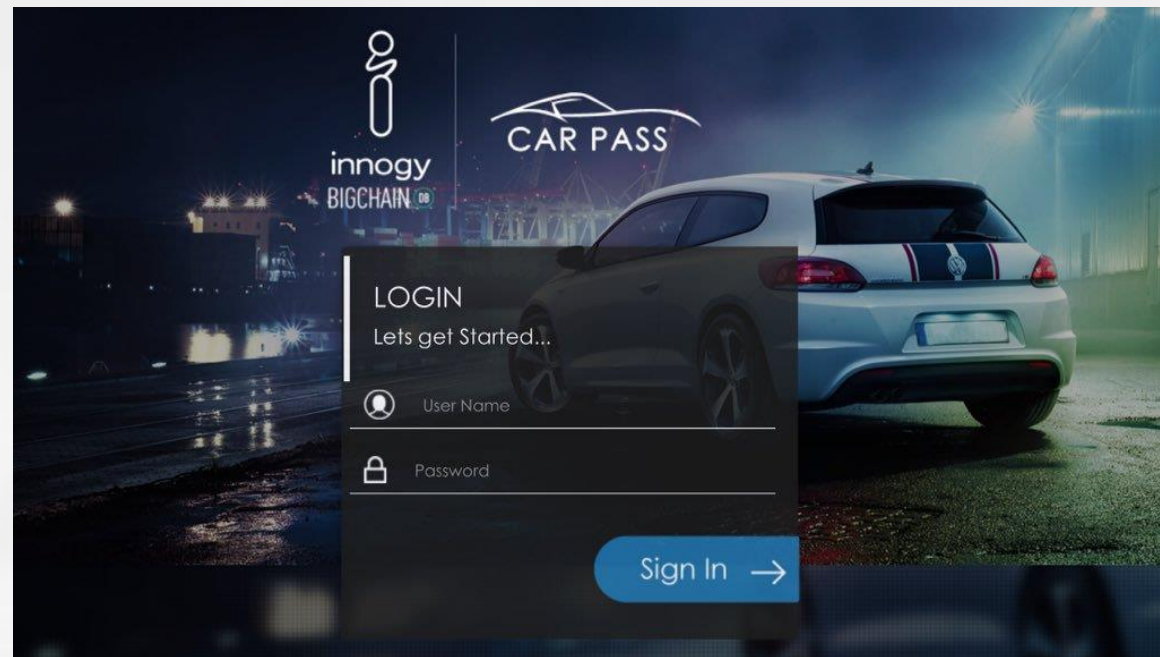 innogy
BIGCHAIN DB
CAR PASS
LOGIN
Lets get Started...
User Name
Password
Sign In